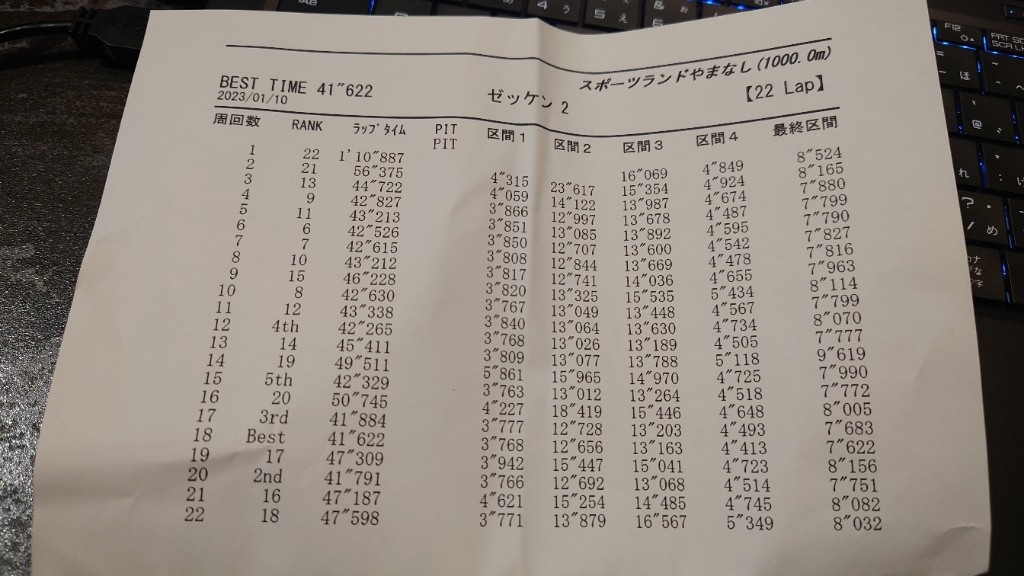 スポーツランドやまなし(1000.0m)
BEST TIME 41"622 ゼッケン 2 【22 Lap】
2023/01/10
周回数 RANK ラップタイム PIT 区間1 区間2 区間3 区間4 最終区間
1 22 1'10"887 PIT 16"069 4"849 8"524
2 21 56"375 4"315 23"617 15"354 4"924 8"165
3 13 44"722 4"059 14"122 13"987 4"674 7"880
4 9 42"827 3"866 12"997 13"678 4"487 7"799
5 11 43"213 3"851 13"085 13"892 4"595 7"790
6 6 42"526 3"850 12"707 13"600 4"542 7"827
7 7 42"615 3"808 12"844 13"669 4"478 7"816
8 10 43"212 3"817 12"741 14"036 4"655 7"963
9 15 46"228 3"820 13"325 15"535 5"434 8"114
10 8 42"630 3"767 13"049 13"448 4"567 7"799
11 12 43"338 3"840 13"064 13"630 4"734 8"070
12 4th 42"265 3"768 13"026 13"189 4"505 7"777
13 14 45"411 3"809 13"077 13"788 5"118 9"619
14 19 49"511 5"861 15"965 14"970 4"725 7"990
15 5th 42"329 3"763 13"012 13"264 4"518 7"772
16 20 50"745 4"227 18"419 15"446 4"648 8"005
17 3rd 41"884 3"777 12"728 13"203 4"493 7"683
18 Best 41"622 3"768 12"656 13"163 4"413 7"622
19 17 47"309 3"942 15"447 15"041 4"723 8"156
20 2nd 41"791 3"766 12"692 13"068 4"514 7"751
21 16 47"187 4"621 15"254 14"485 4"745 8"082
22 18 47"598 3"771 13"879 16"567 5"349 8"032